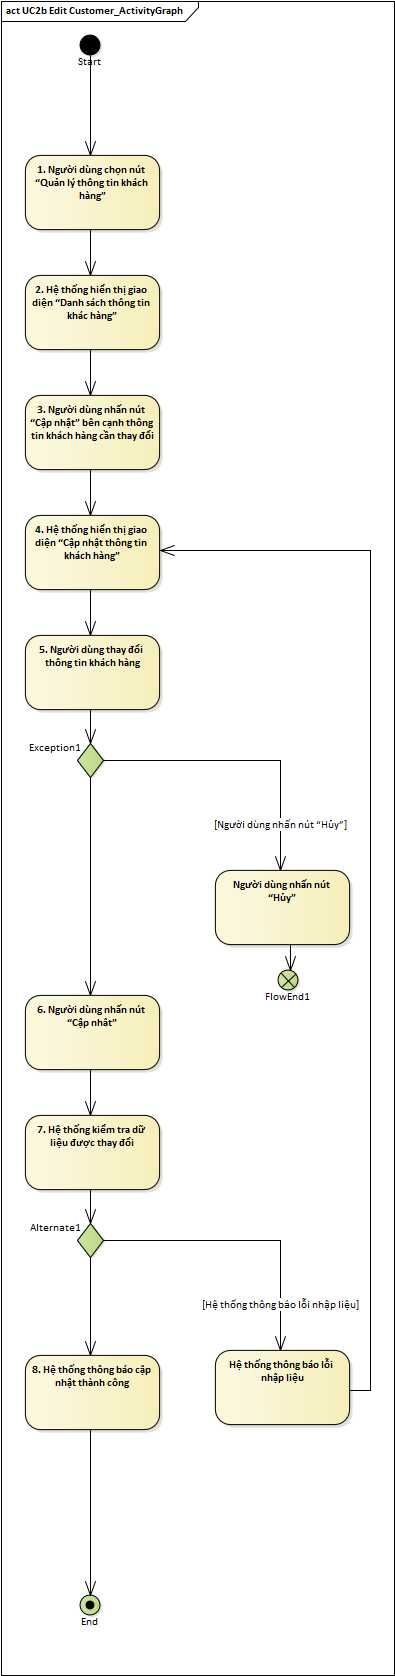 act UC2b Edit Customer_ActivityGraph
Start
1. Người dùng chọn nút
“Quản lý thông tin khách
hàng”
2. Hệ thống hiển thị giao
diện “Danh sách thông tin
khác hàng”
3. Người dùng nhấn nút
“Cập nhật” bên cạnh thông
tin khách hàng cần thay đổi
4. Hệ thống hiển thị giao
diện “Cập nhật thông tin
khách hàng”
5. Người dùng thay đổi
thông tin khách hàng
Exception1
[Người dùng nhấn nút “Hủy”]
Người dùng nhấn nút
“Hủy”
FlowEnd1
6. Người dùng nhấn nút
“Cập nhât”
7. Hệ thống kiểm tra dữ
liệu được thay đổi
Alternate1
[Hệ thống thông báo lỗi nhập liệu]
8. Hệ thống thông báo cập
nhật thành công
Hệ thống thông báo lỗi
nhập liệu
End